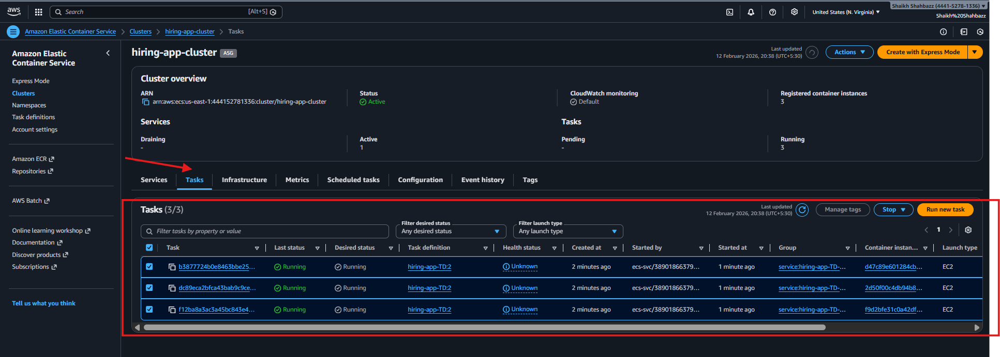 aws
Search
[Alt+S]
United States (N. Virginia)
Shaikh Shahbazz (4441-5278-1336)
Shaikh%20Shahbazz
Amazon Elastic Container Service
Clusters
hiring-app-cluster
Tasks
Amazon Elastic
Container Service
Express Mode
Clusters
Namespaces
Task definitions
Account settings
Amazon ECR
Repositories
AWS Batch
Online learning workshop
Documentation
Discover products
Subscriptions
Tell us what you think
hiring-app-cluster
ASG
Last updated
12 February 2026, 20:38 (UTC+5:30)
Actions
Create with Express Mode
Cluster overview
ARN
arn:aws:ecs:us-east-1:444152781336:cluster/hiring-app-cluster
Status
Active
CloudWatch monitoring
Default
Registered container instances
3
Services
Tasks
Draining
-
Active
1
Pending
-
Running
3
Services Tasks Infrastructure Metrics Scheduled tasks Configuration Event history Tags
Tasks (3/3)
Last updated
12 February 2026, 20:38 (UTC+5:30)
Manage tags
Stop
Run new task
Filter tasks by property or value
Filter desired status
Any desired status
Filter launch type
Any launch type
1
Task Last status Desired status Task definition Health status Created at Started by Started at Group Container instan... Launch type
b3877724b0e8463bbe25... Running Running hiring-app-TD:2 Unknown 2 minutes ago ecs-svc/38901866379... 1 minute ago service:hiring-app-TD-... d47c89e601284cb... EC2
dc89eca2bfca43bab9c9ce... Running Running hiring-app-TD:2 Unknown 2 minutes ago ecs-svc/38901866379... 1 minute ago service:hiring-app-TD-... 2d50f00c4db94b8... EC2
f12ba8a3ac3a45bc843e4... Running Running hiring-app-TD:2 Unknown 2 minutes ago ecs-svc/38901866379... 1 minute ago service:hiring-app-TD-... f9d2bfe31c0a42df... EC2